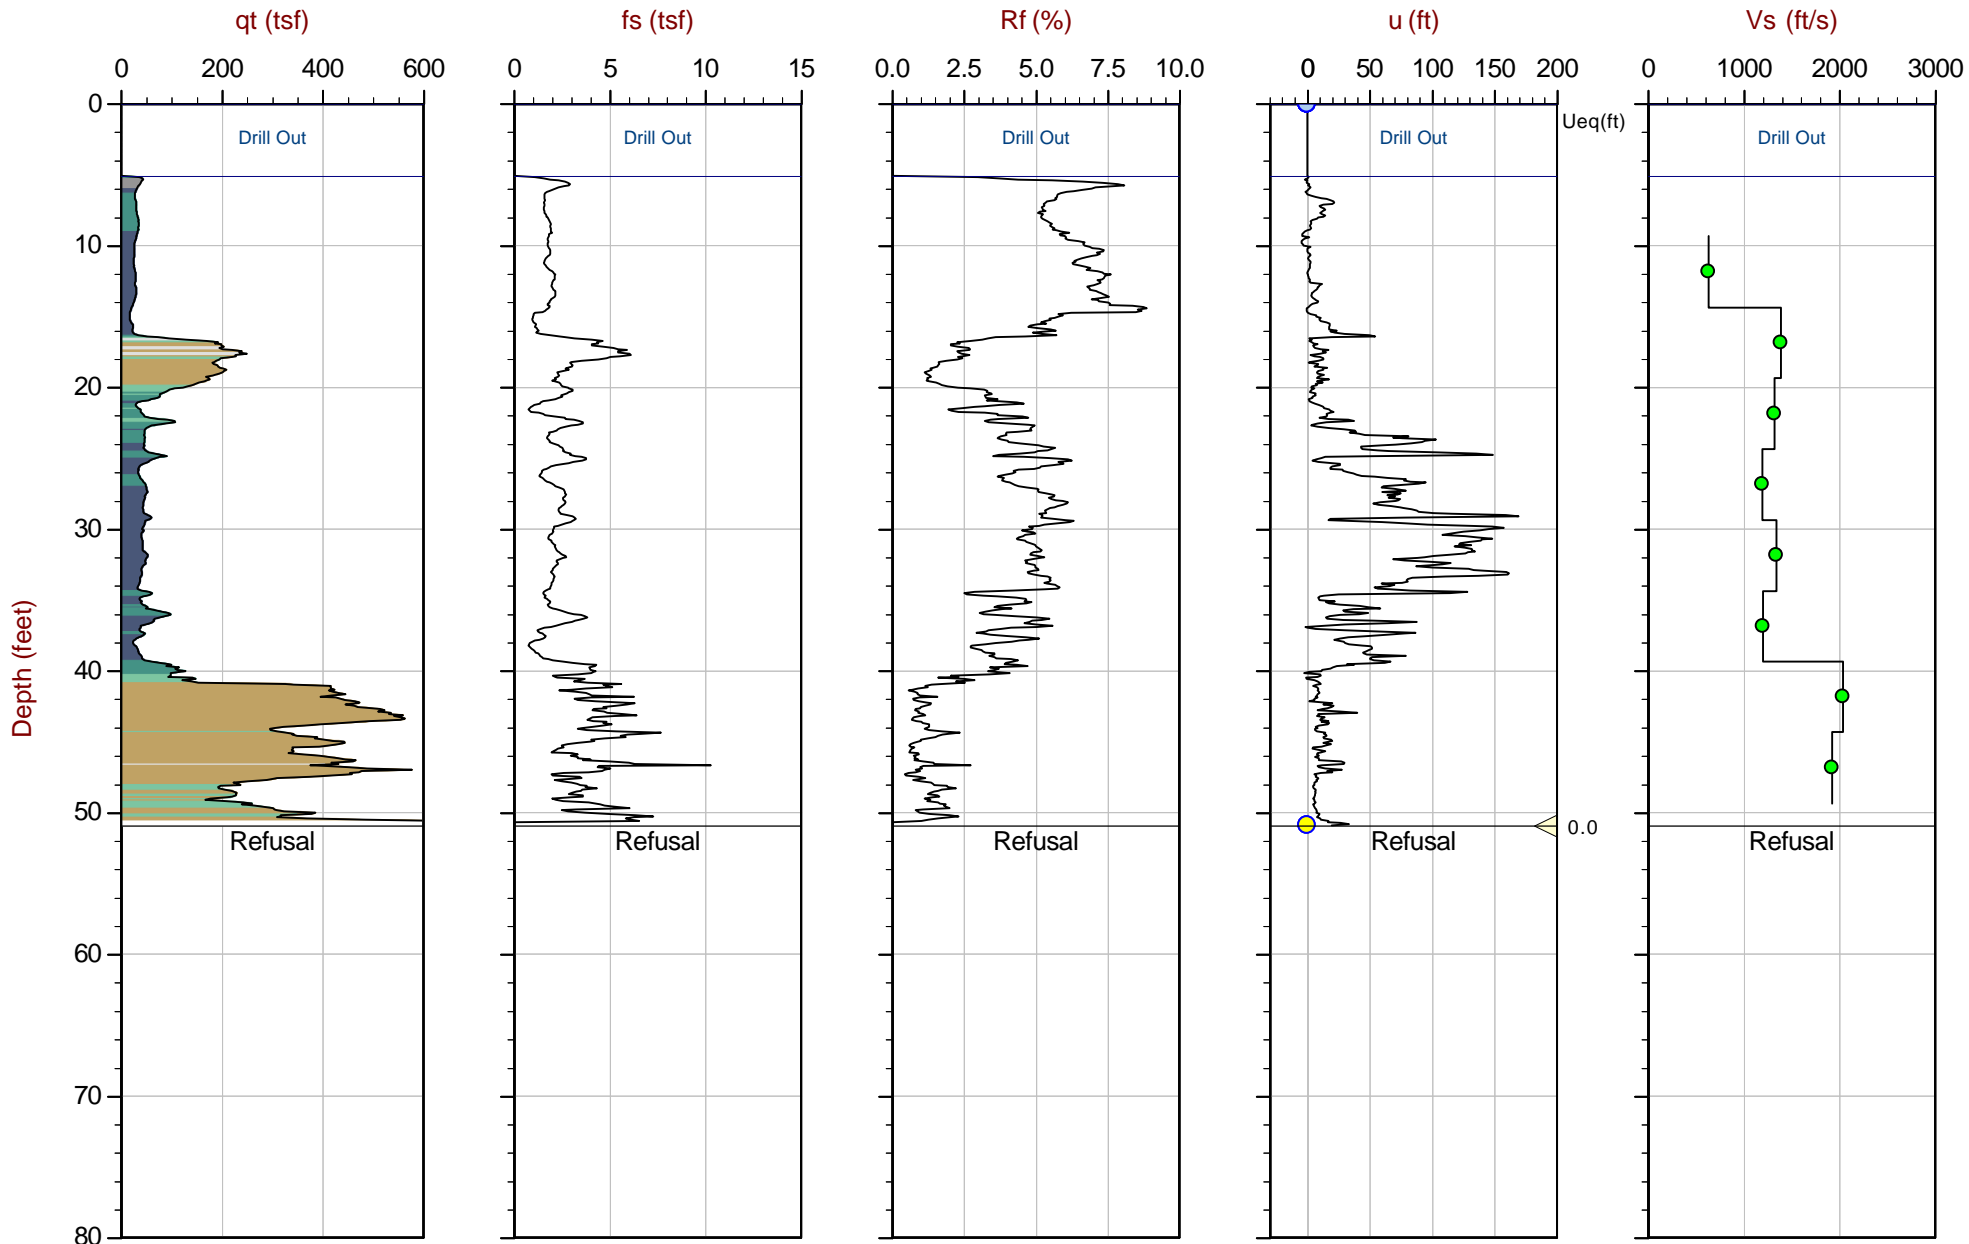 qt (tsf) fs (tsf) Rf (%) u (ft) Vs (ft/s)
0 200 400 600 0 5 10 15 0.0 2.5 5.0 7.5 10.0 0 50 100 150 200 0 1000 2000 3000
0
Ueq(ft)
Drill Out Drill Out Drill Out Drill Out Drill Out
10
20
30
40
50
0.0
Refusal Refusal Refusal Refusal Refusal
60
70
80
Depth (feet)